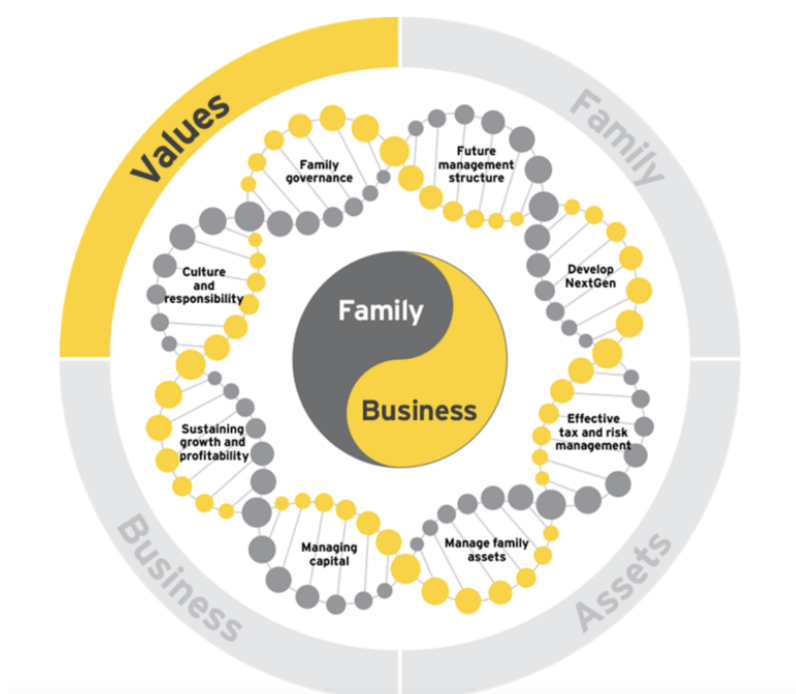 Values
Family
Family
governance
Future
management
structure
Culture
and
responsibility
Develop
NextGen
Family
Business
Sustaining
growth and
profitability
Effective
tax and risk
management
Managing
capital
Manage family
assets
Business
Assets